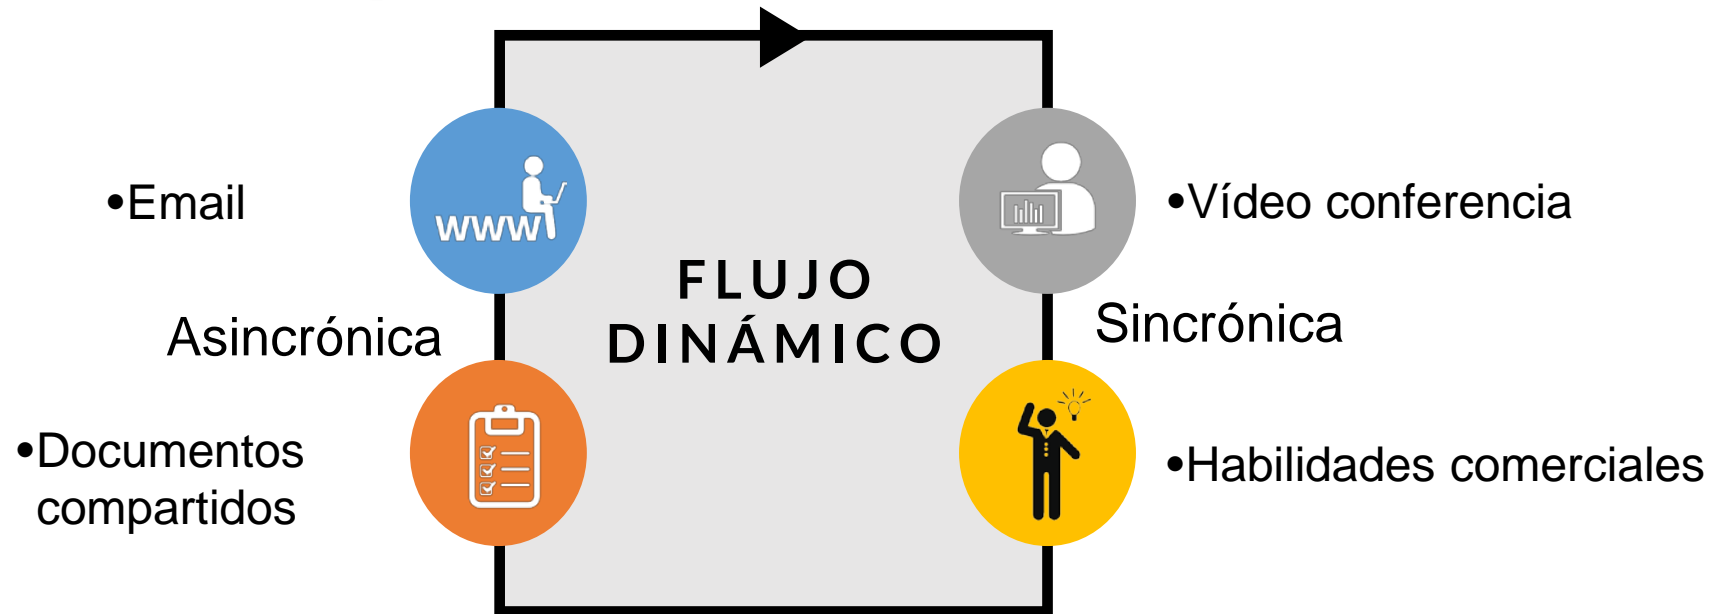 •Email
www
•Vídeo conferencia
FLUJO
DINÁMICO
Asincrónica
Sincrónica
•Documentos
compartidos
•Habilidades comerciales